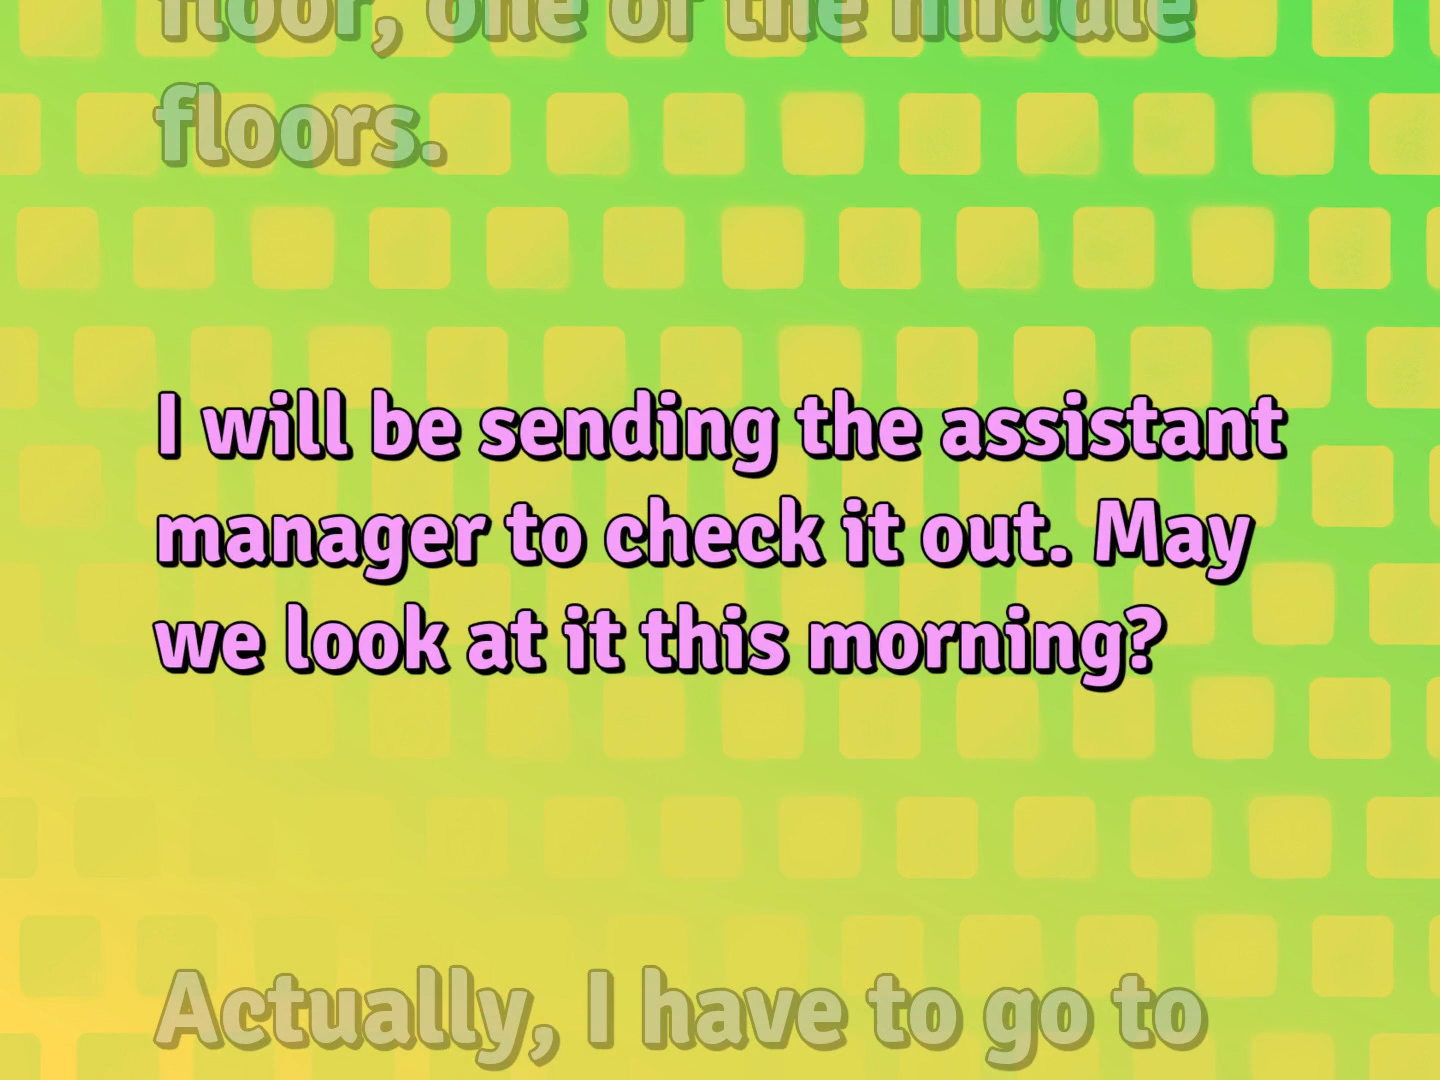 floor, one of the middle
floors.
I will be sending the assistant
manager to check it out. May
we look at it this morning?
Actually, I have to go to